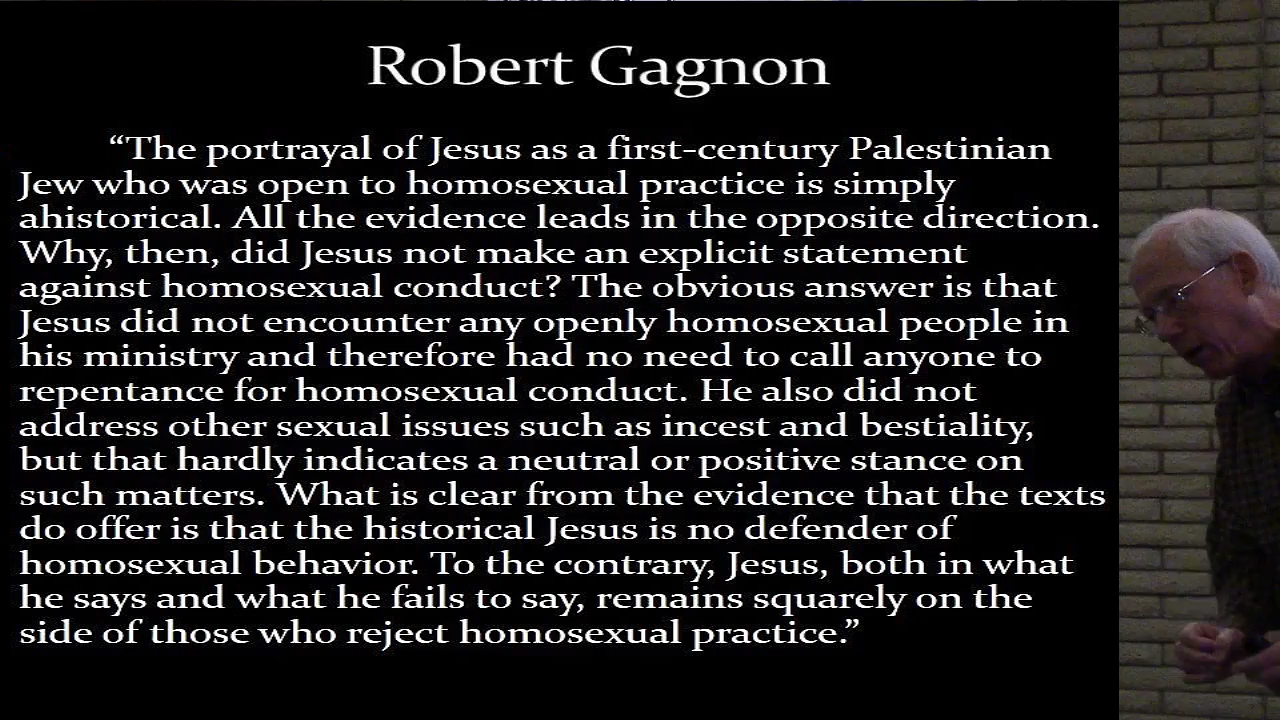 Robert Gagnon
“The portrayal of Jesus as a first-century Palestinian
Jew who was open to homosexual practice is simply
ahistorical. All the evidence leads in the opposite direction.
Why, then, did Jesus not make an explicit statement
against homosexual conduct? The obvious answer is that
Jesus did not encounter any openly homosexual people in
his ministry and therefore had no need to call anyone to
repentance for homosexual conduct. He also did not
address other sexual issues such as incest and bestiality,
but that hardly indicates a neutral or positive stance on
such matters. What is clear from the evidence that the texts
do offer is that the historical Jesus is no defender of
homosexual behavior. To the contrary, Jesus, both in what
he says and what he fails to say, remains squarely on the
side of those who reject homosexual practice.”